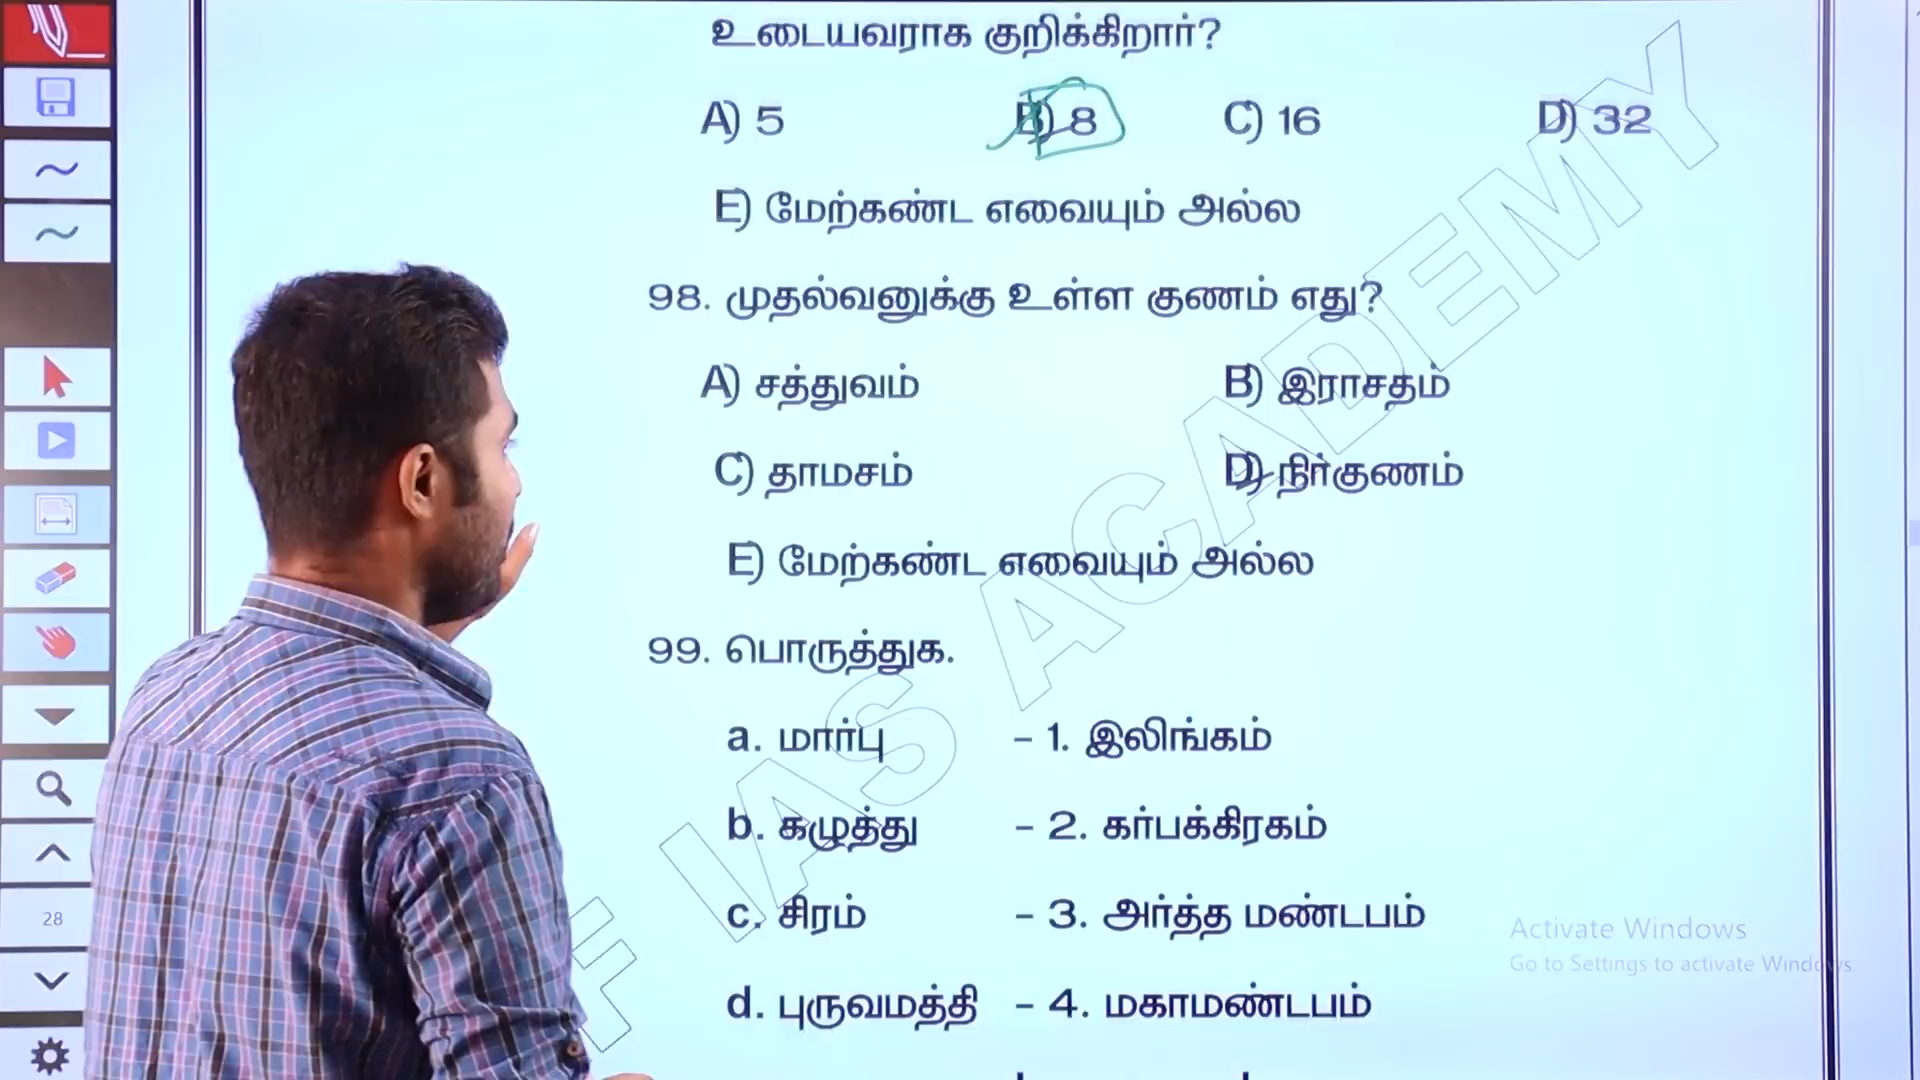 உடையவராக குறிக்கிறார்?
A) 5 B) 8 C) 16 D) 32
E) மேற்கண்ட எவையும் அல்ல
98. முதல்வனுக்கு உள்ள குணம் எது?
A) சத்துவம் B) இராசதம்
C) தாமசம் D) நிர்குணம்
E) மேற்கண்ட எவையும் அல்ல
99. பொருத்துக.
a. மார்பு – 1. இலிங்கம்
b. கழுத்து – 2. கர்பக்கிரகம்
c. சிரம் – 3. அர்த்த மண்டபம்
d. புருவமத்தி – 4. மகாமண்டபம்
IAS ACADEMY
Activate Windows
Go to Settings to activate Windows.
28